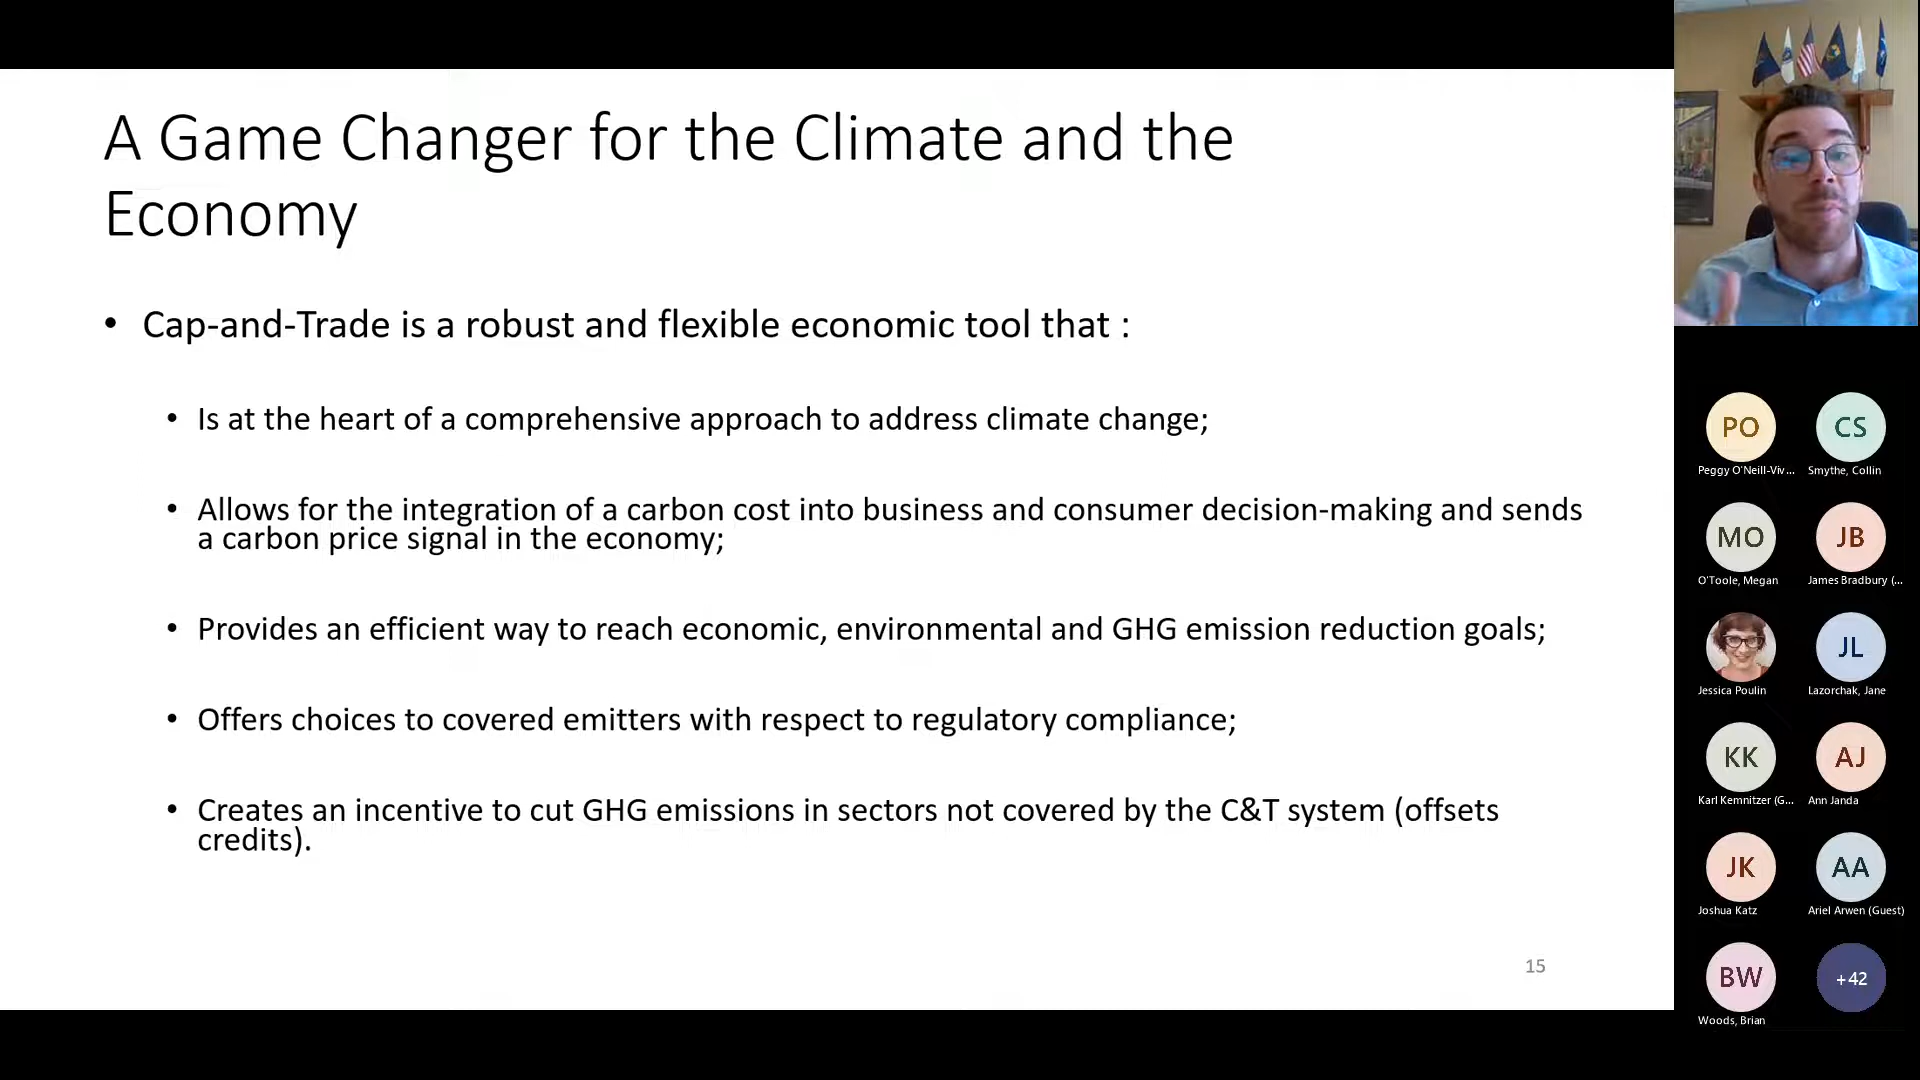 A Game Changer for the Climate and the
Economy
• Cap-and-Trade is a robust and flexible economic tool that :
• Is at the heart of a comprehensive approach to address climate change;
• Allows for the integration of a carbon cost into business and consumer decision-making and sends
a carbon price signal in the economy;
• Provides an efficient way to reach economic, environmental and GHG emission reduction goals;
• Offers choices to covered emitters with respect to regulatory compliance;
• Creates an incentive to cut GHG emissions in sectors not covered by the C&T system (offsets
credits).
15
PO
Peggy O'Neill-Viv...
CS
Smythe, Collin
MO
O'Toole, Megan
JB
James Bradbury (...
Jessica Poulin
JL
Lazorchak, Jane
KK
Karl Kemnitzer (G...
AJ
Ann Janda
JK
Joshua Katz
AA
Ariel Arwen (Guest)
BW
Woods, Brian
+42